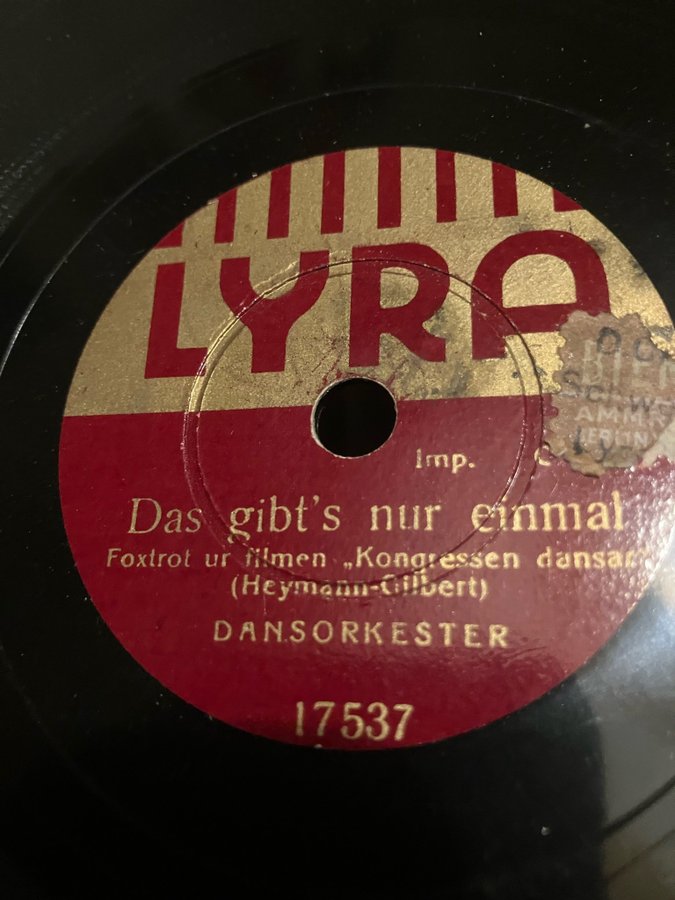 LYRA
Imp.
Das gibt's nur einmal
Foxtrot ur filmen „Kongressen dansar"
(Heymann-Gilbert)
DANSORKESTER
17537